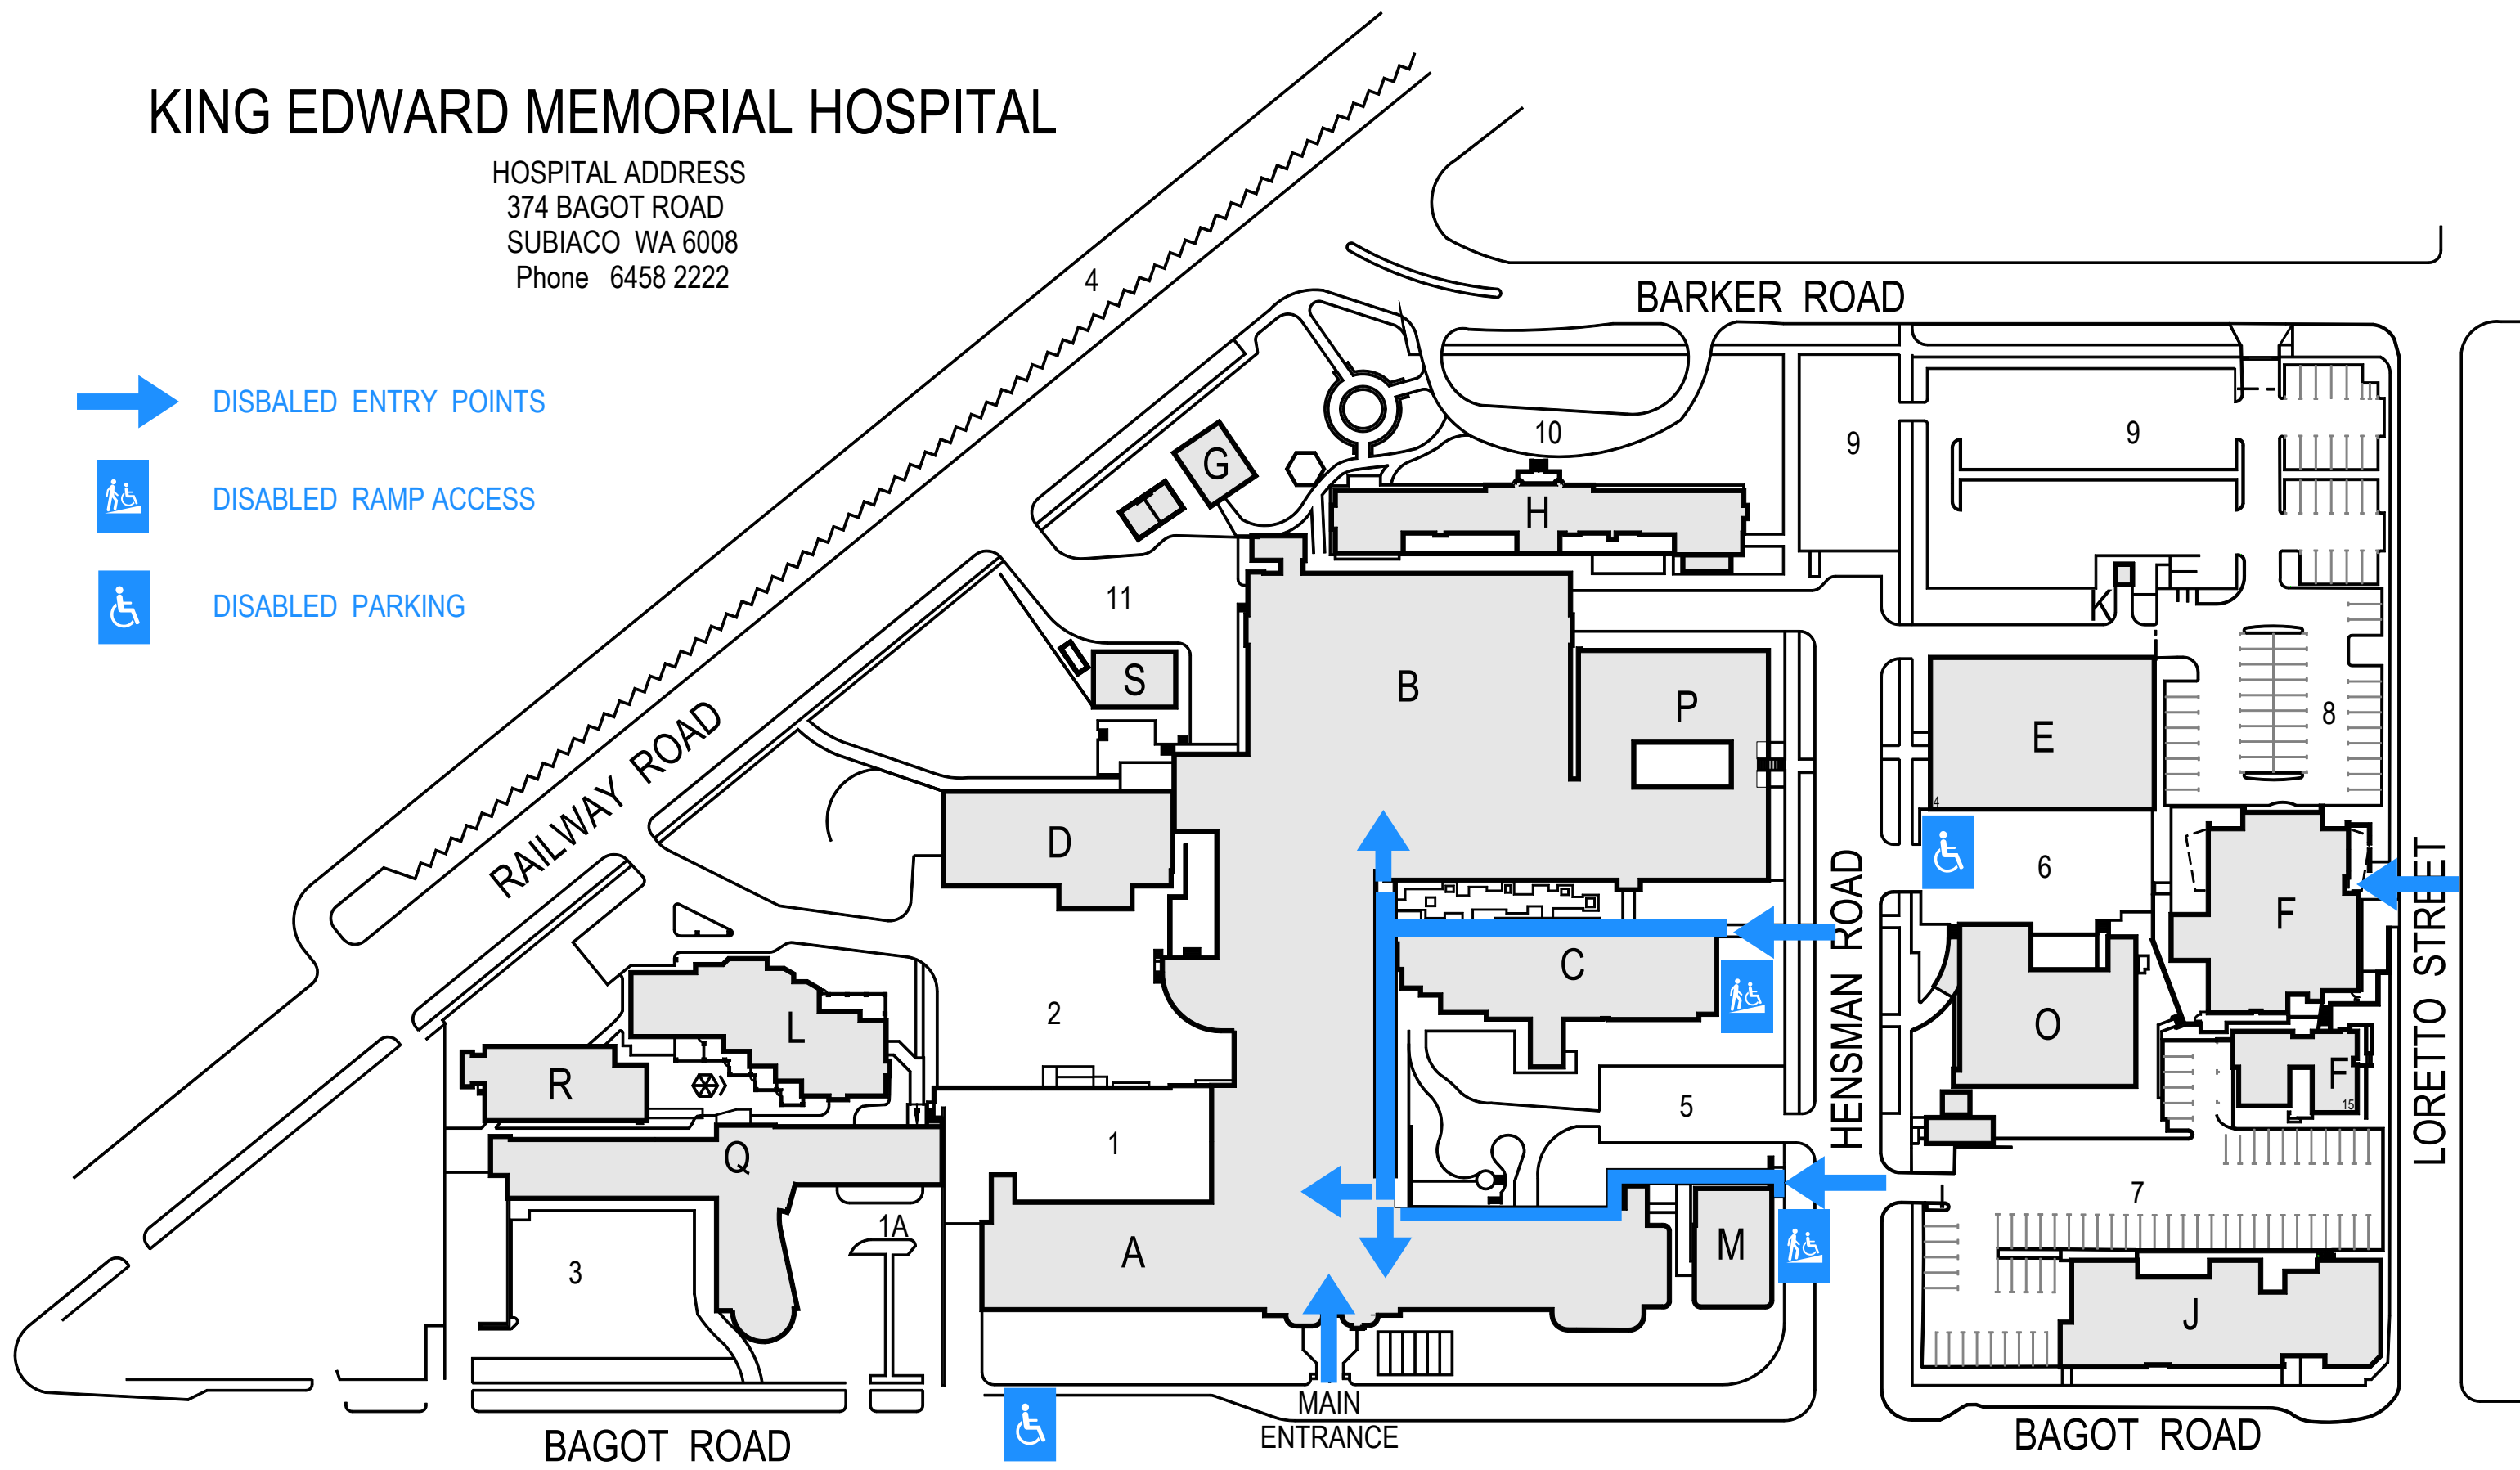 KING EDWARD MEMORIAL HOSPITAL
HOSPITAL ADDRESS
374 BAGOT ROAD
SUBIACO WA 6008
Phone 6458 2222
DISBALED ENTRY POINTS
DISABLED RAMP ACCESS
DISABLED PARKING
4
BARKER ROAD
10
9
9
G
H
11
K
S
B
P
E
8
RAILWAY ROAD
4
D
6
F
C
HENSMAN ROAD
LORETTO STREET
2
L
O
R
F
15
5
1
Q
7
1A
3
A
M
J
MAIN
ENTRANCE
BAGOT ROAD
BAGOT ROAD